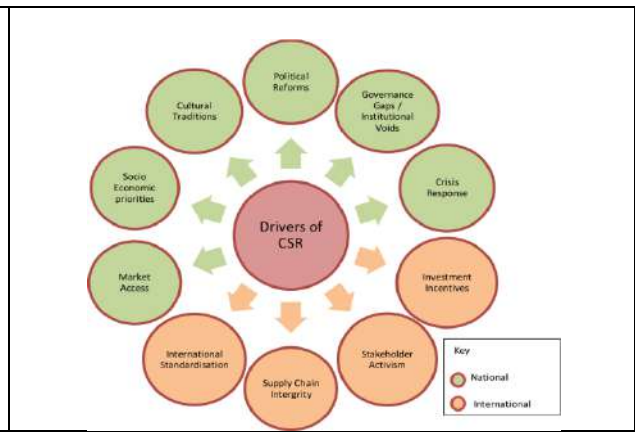 Political
Reforms
Governance
Gaps /
Institutional
Voids
Crisis
Response
Investment
Incentives
Stakeholder
Activism
Supply Chain
Intergrity
International
Standardisation
Market
Access
Socio
Economic
priorities
Cultural
Traditions
Drivers of
CSR
Key
National
International